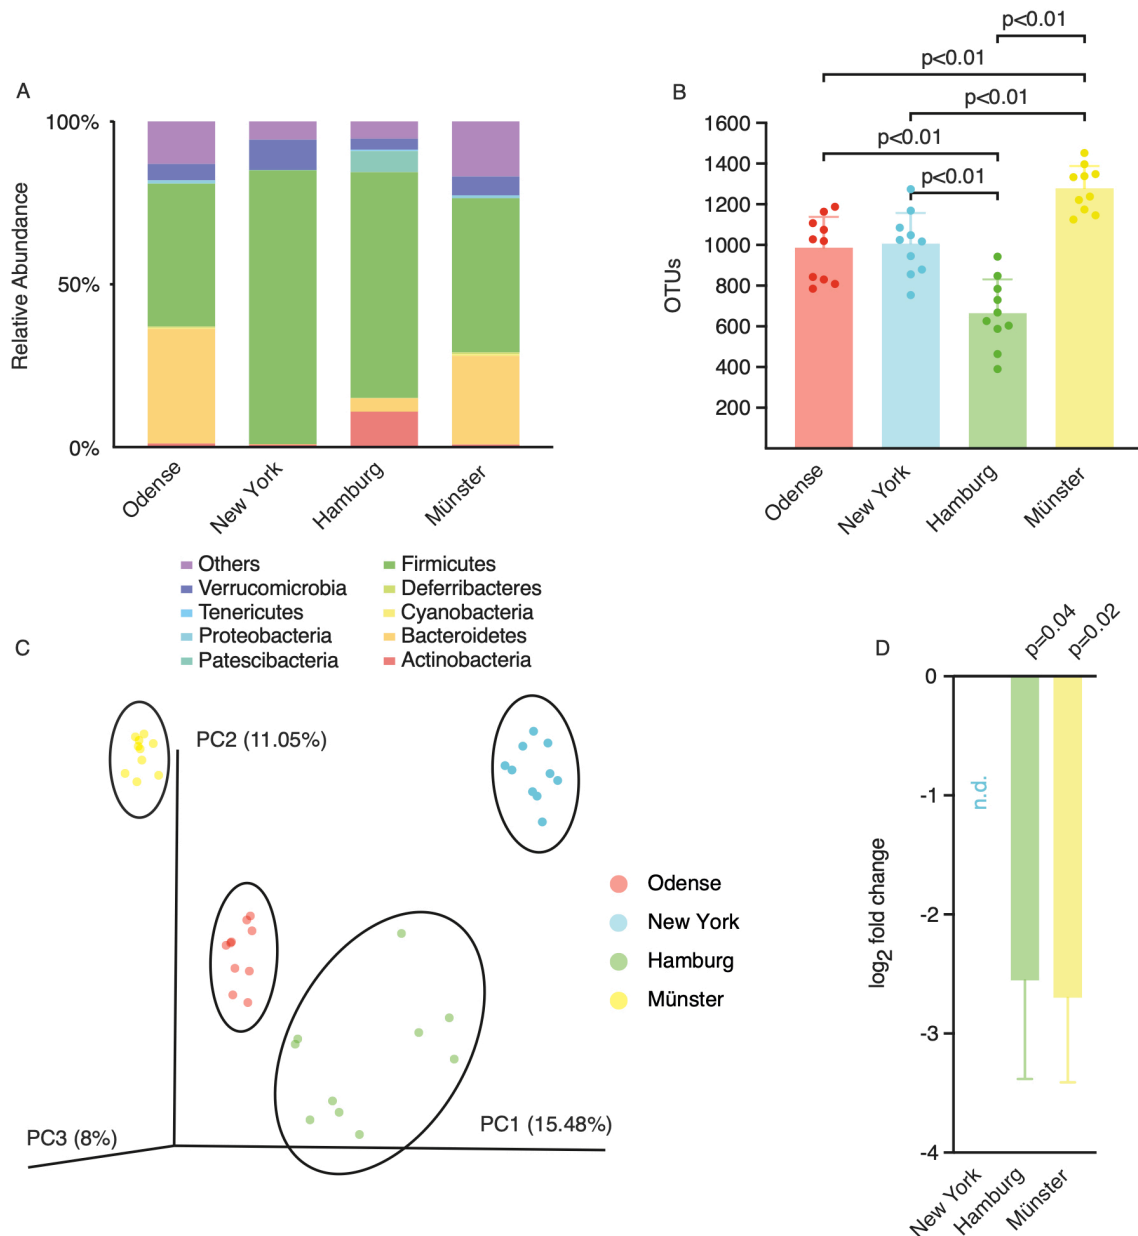 A
100%
50%
0%
Relative Abundance
Odense
New York
Hamburg
Münster
Others
Verrucomicrobia
Tenericutes
Proteobacteria
Patescibacteria
Firmicutes
Deferribacteres
Cyanobacteria
Bacteroidetes
Actinobacteria
B
p<0.01
p<0.01
p<0.01
p<0.01
p<0.01
1600
1400
1200
1000
800
600
400
200
OTUs
Odense
New York
Hamburg
Münster
C
PC2 (11.05%)
PC1 (15.48%)
PC3 (8%)
Odense
New York
Hamburg
Münster
D
p=0.04
p=0.02
0
-1
-2
-3
-4
log2 fold change
n.d.
New York
Hamburg
Münster